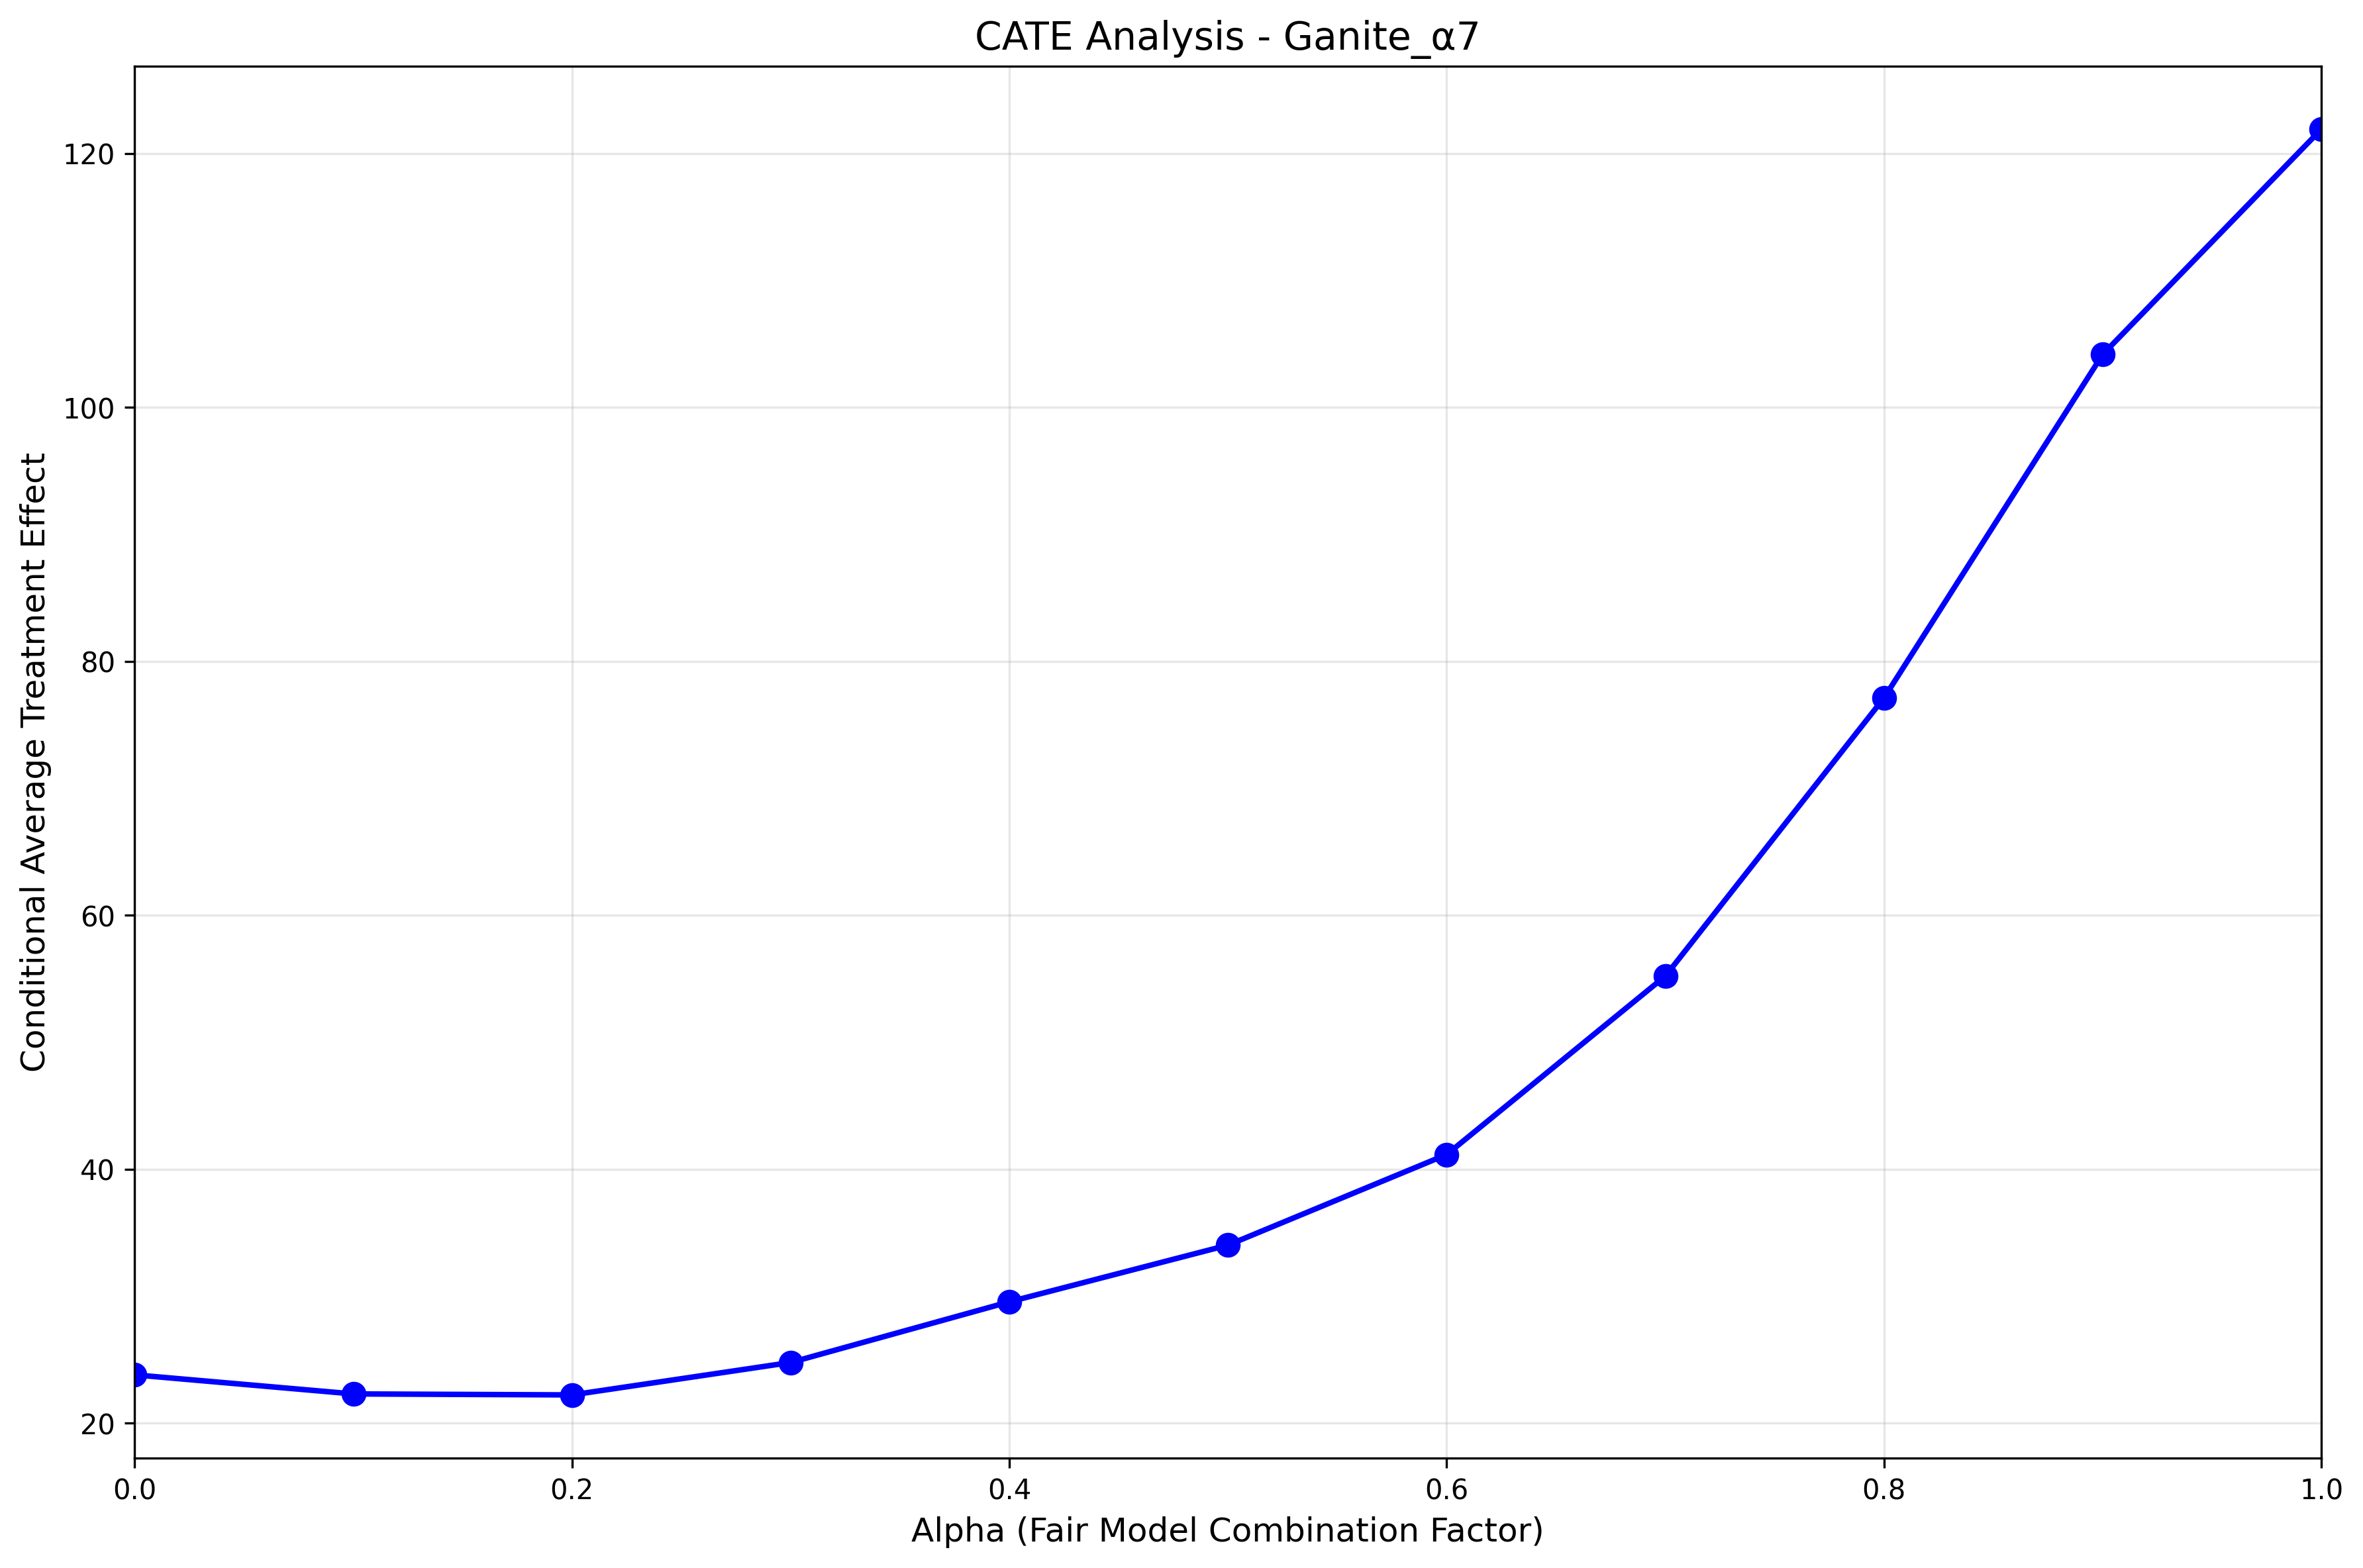 CATE Analysis - Ganite_α7
Conditional Average Treatment Effect
120
100
80
60
40
20
0.0 0.2 0.4 0.6 0.8 1.0
Alpha (Fair Model Combination Factor)